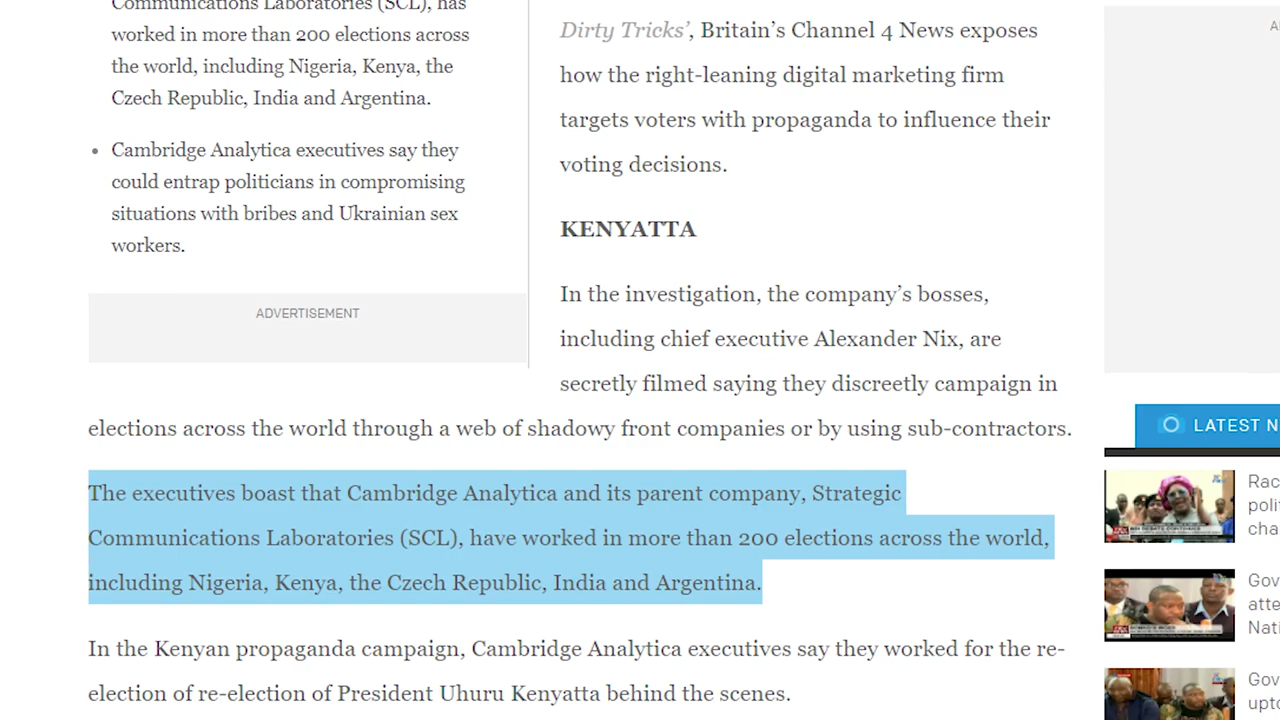 Communications Laboratories (SCL), has
worked in more than 200 elections across
the world, including Nigeria, Kenya, the
Czech Republic, India and Argentina.
Cambridge Analytica executives say they
could entrap politicians in compromising
situations with bribes and Ukrainian sex
workers.
ADVERTISEMENT
Dirty Tricks', Britain's Channel 4 News exposes
how the right-leaning digital marketing firm
targets voters with propaganda to influence their
voting decisions.
KENYATTA
In the investigation, the company's bosses,
including chief executive Alexander Nix, are
secretly filmed saying they discreetly campaign in
elections across the world through a web of shadowy front companies or by using sub-contractors.
The executives boast that Cambridge Analytica and its parent company, Strategic
Communications Laboratories (SCL), have worked in more than 200 elections across the world,
including Nigeria, Kenya, the Czech Republic, India and Argentina.
In the Kenyan propaganda campaign, Cambridge Analytica executives say they worked for the re-
election of re-election of President Uhuru Kenyatta behind the scenes.
LATEST N
Rac
polit
cha
Gov
atte
Nati
Gov
upto